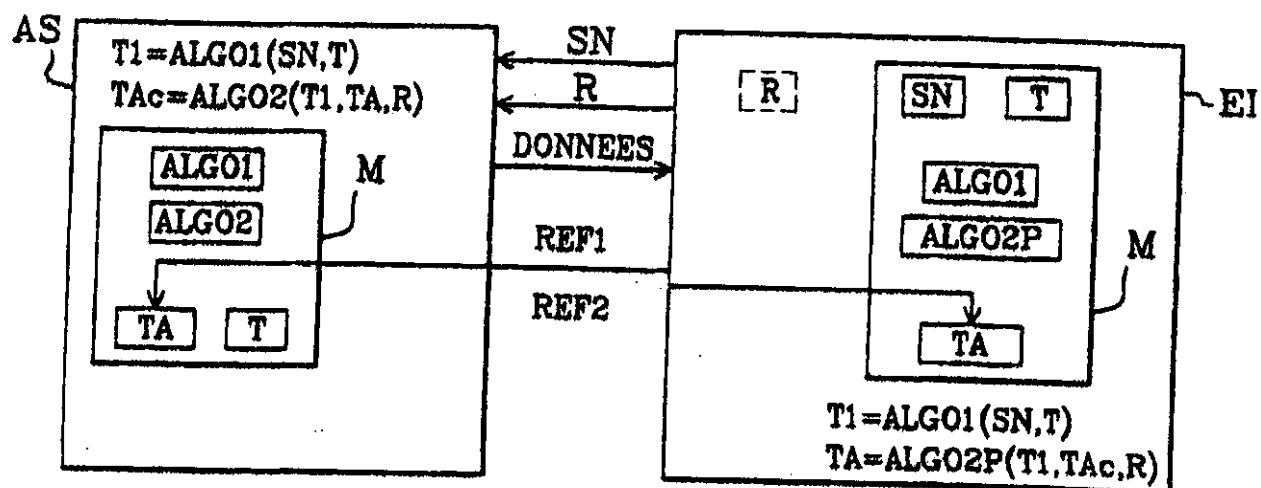 AS
T1=ALGO1(SN,T)
TAc=ALGO2(T1,TA,R)
ALGO1
ALGO2
M
TA
T
SN
R
DONNEES
REF1
REF2
R
SN
T
EI
ALGO1
ALGO2P
M
TA
T1=ALGO1(SN,T)
TA=ALGO2P(T1,TAc,R)